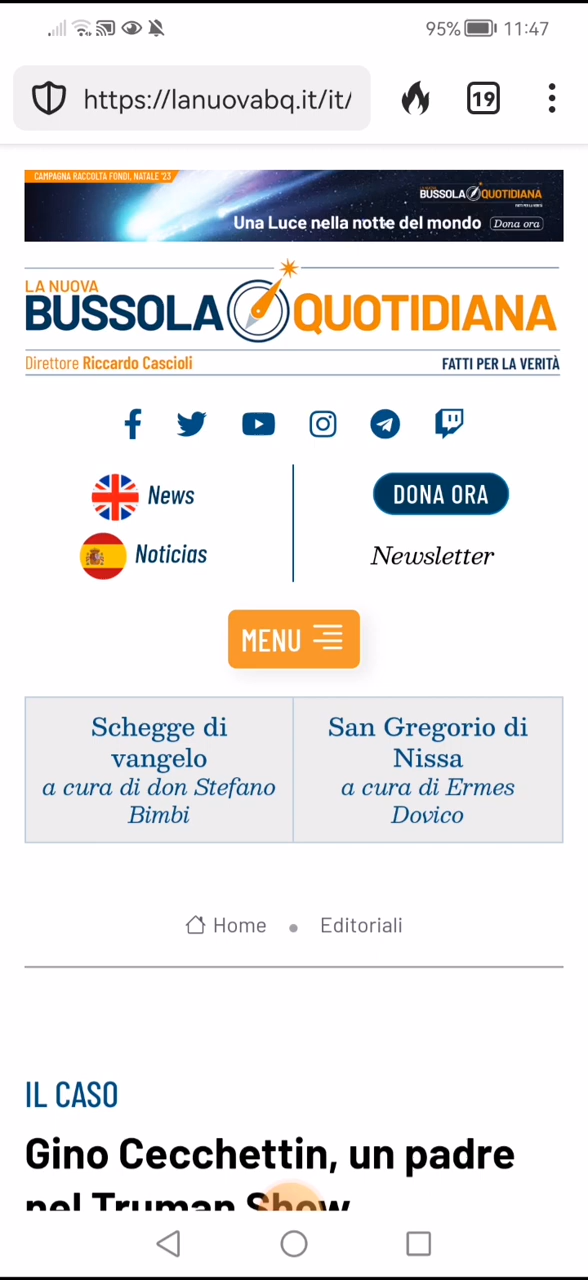 95% 11:47
https://lanuovabq.it/it/
19
CAMPAGNA RACCOLTA FONDI, NATALE '23
BUSSOLA QUOTIDIANA
Una Luce nella notte del mondo Dona ora
LA NUOVA
BUSSOLA QUOTIDIANA
Direttore Riccardo Cascioli FATTI PER LA VERITÀ
News
DONA ORA
Noticias
Newsletter
MENU
Schegge di
vangelo
a cura di don Stefano
Bimbi
San Gregorio di
Nissa
a cura di Ermes
Dovico
Home Editoriali
IL CASO
Gino Cecchettin, un padre
nel Truman Show